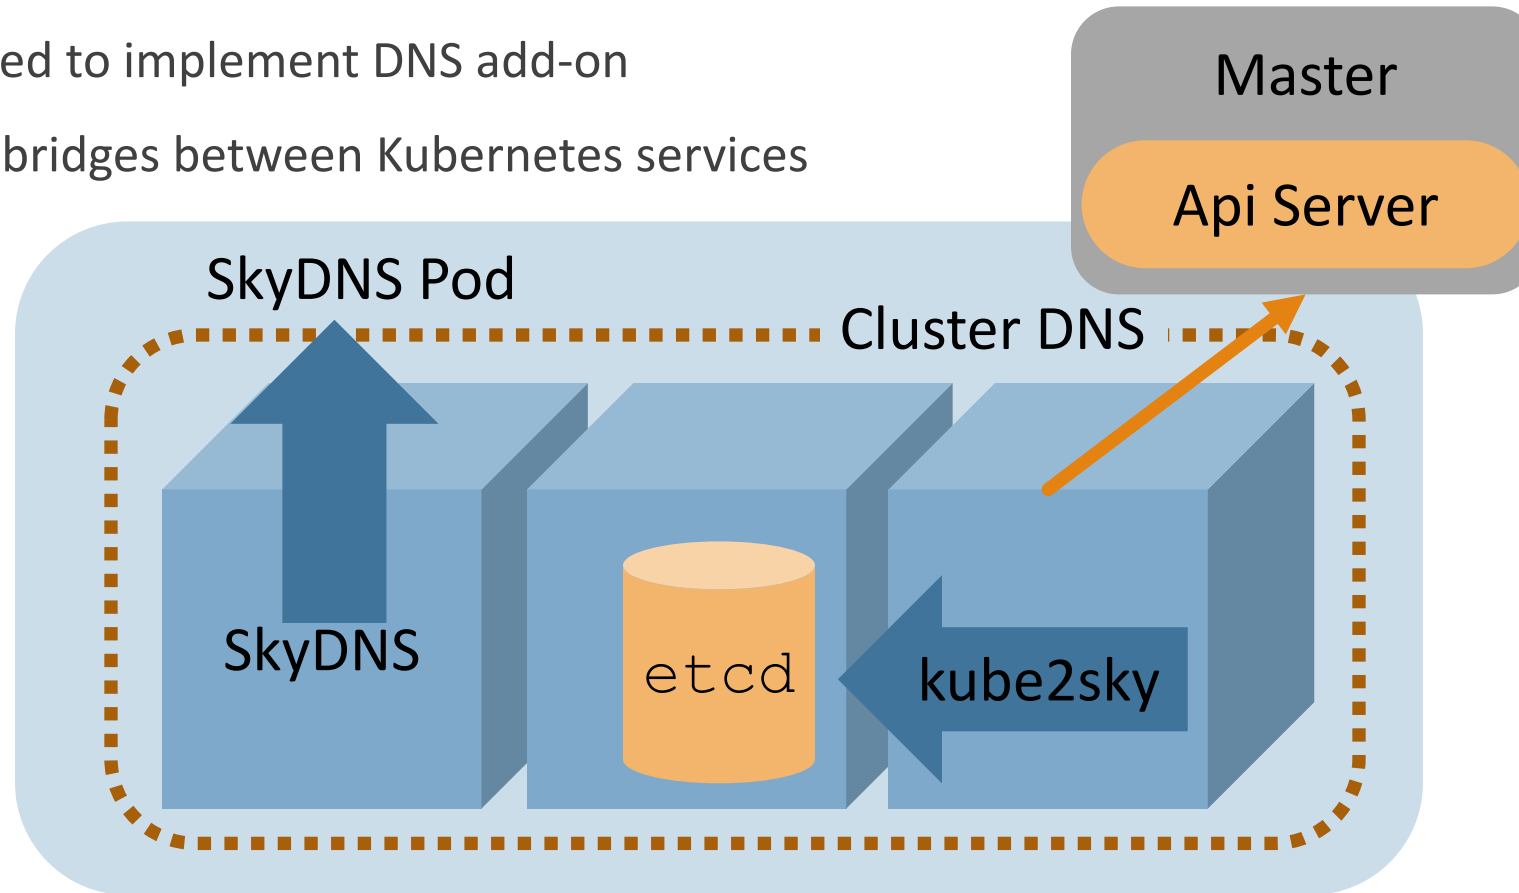 ed to implement DNS add-on
bridges between Kubernetes services
Master
Api Server
SkyDNS Pod
Cluster DNS
SkyDNS
etcd
kube2sky